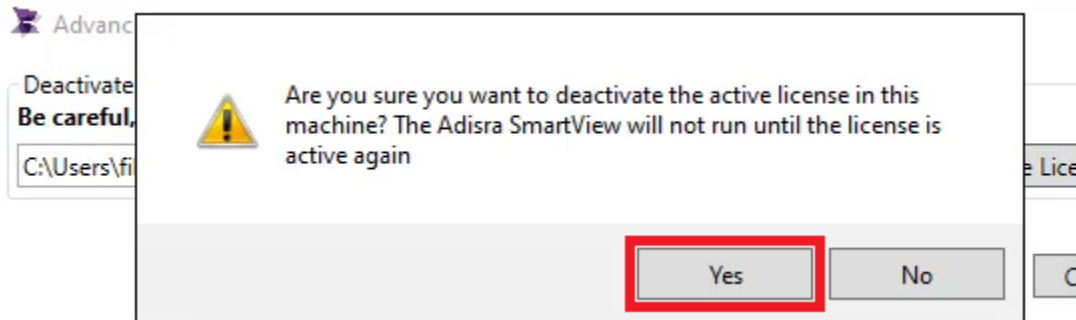 Advanc
Deactivate
Be careful,
C:\Users\fil
Are you sure you want to deactivate the active license in this
machine? The Adisra SmartView will not run until the license is
active again
e Lice
Yes
No